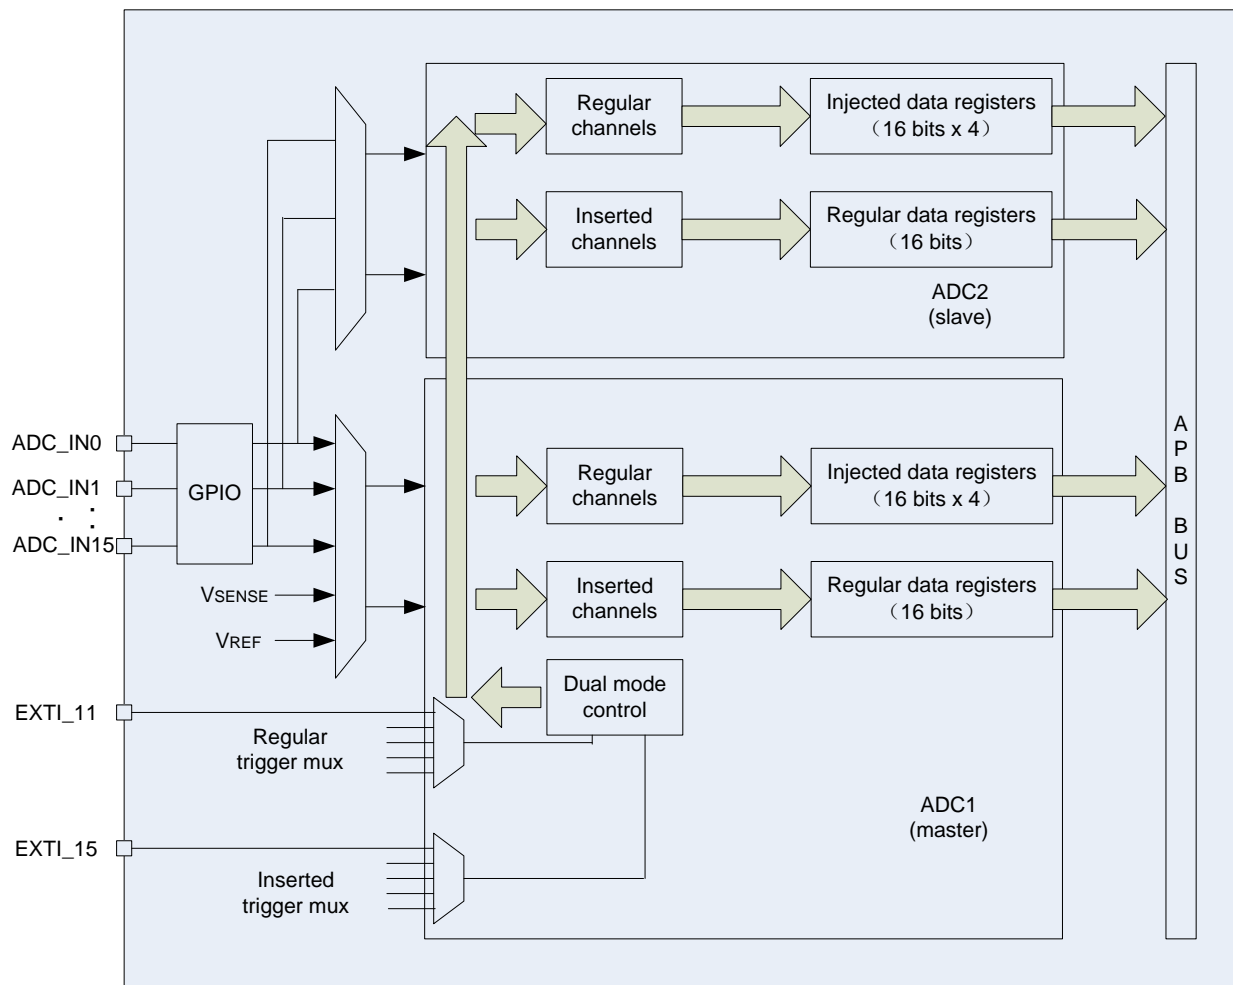 Regular
channels
Injected data registers
（16 bits x 4）
Inserted
channels
Regular data registers
（16 bits）
ADC2
(slave)
ADC_IN0
ADC_IN1
ADC_IN15
GPIO
VSENSE
VREF
Regular
channels
Injected data registers
（16 bits x 4）
Inserted
channels
Regular data registers
（16 bits）
A
P
B
B
U
S
Dual mode
control
EXTI_11
Regular
trigger mux
ADC1
(master)
EXTI_15
Inserted
trigger mux